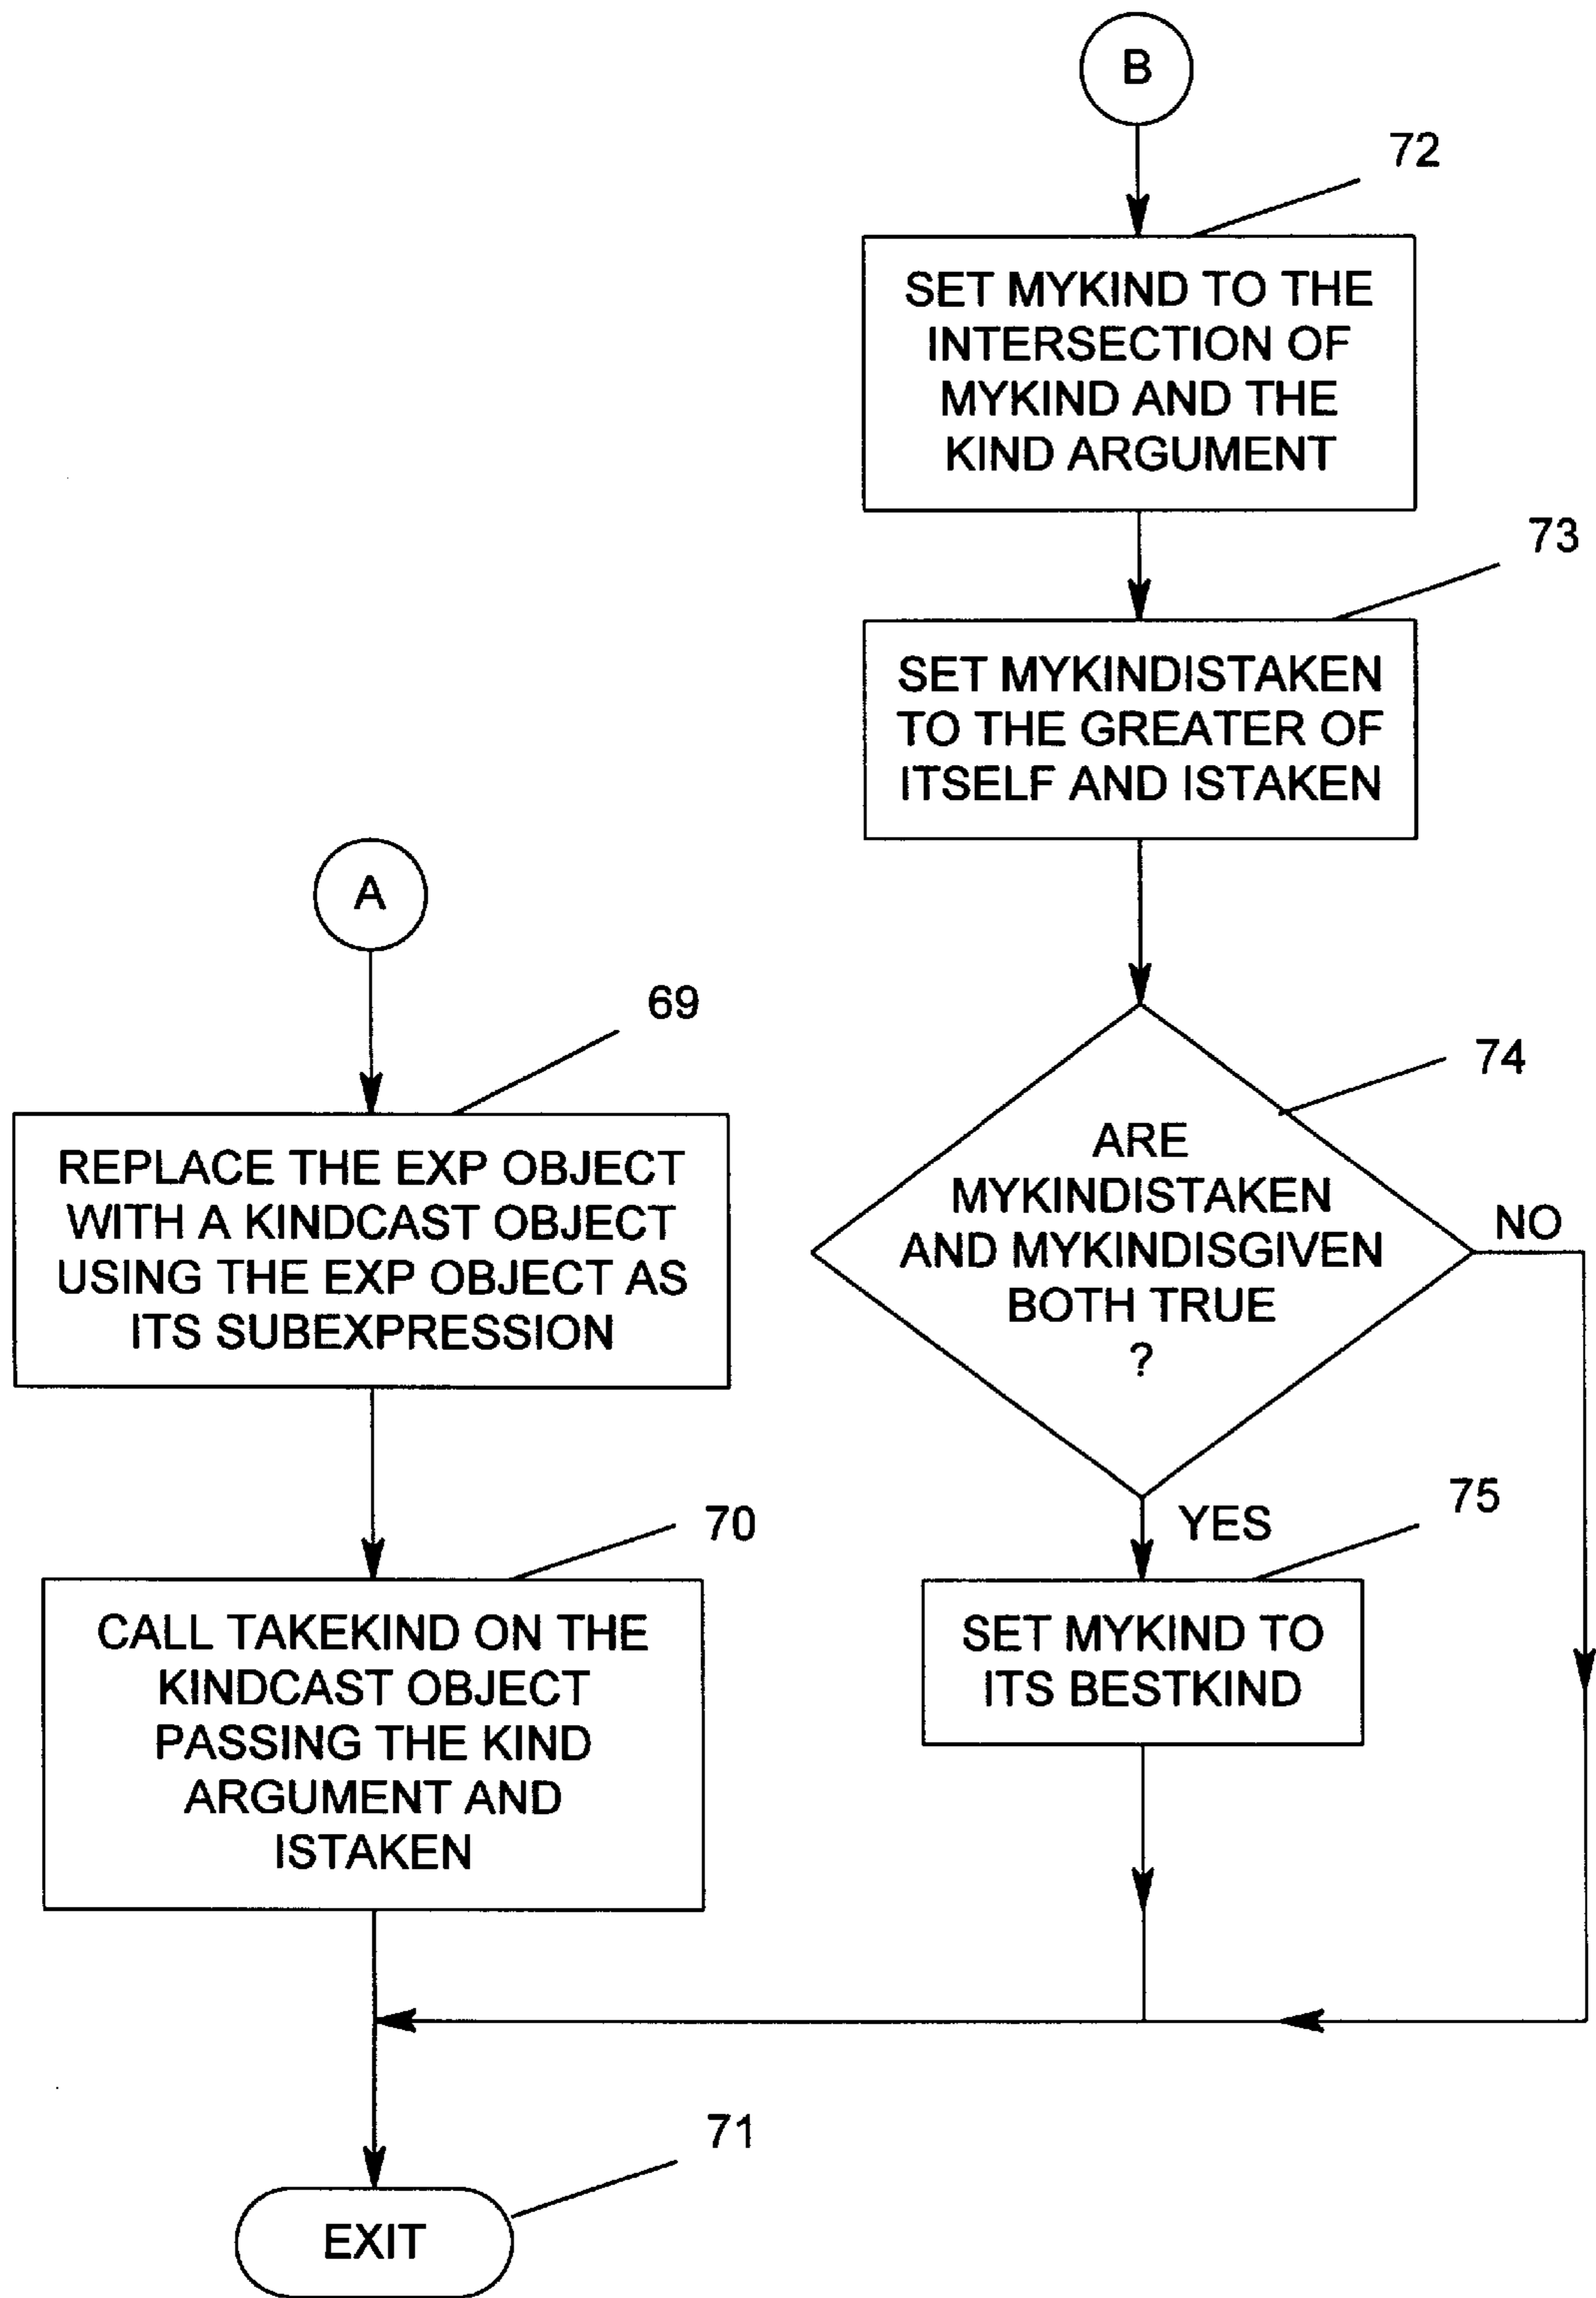 B
72
SET MYKIND TO THE
INTERSECTION OF
MYKIND AND THE
KIND ARGUMENT
73
SET MYKINDISTAKEN
TO THE GREATER OF
ITSELF AND ISTAKEN
A
69
REPLACE THE EXP OBJECT
WITH A KINDCAST OBJECT
USING THE EXP OBJECT AS
ITS SUBEXPRESSION
74
ARE
MYKINDISTAKEN
AND MYKINDISGIVEN
BOTH TRUE
?
NO
YES
70
CALL TAKEKIND ON THE
KINDCAST OBJECT
PASSING THE KIND
ARGUMENT AND
ISTAKEN
75
SET MYKIND TO
ITS BESTKIND
71
EXIT